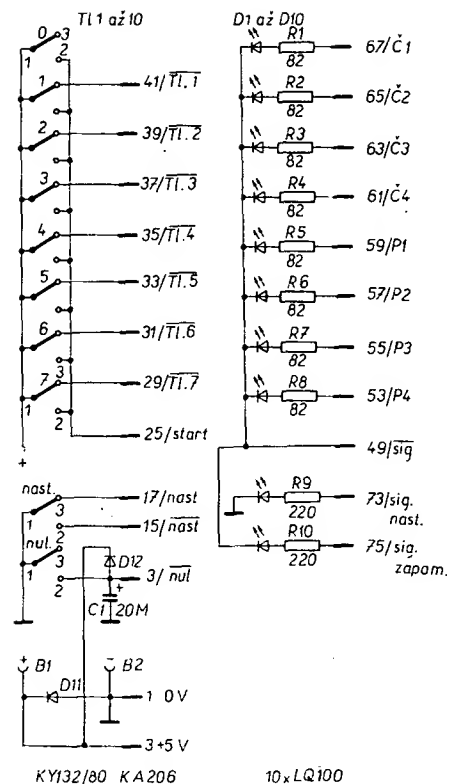 Tl.1 až 10
0
3
1
2
1
41/Tl.1
2
39/Tl.2
3
37/Tl.3
4
35/Tl.4
5
33/Tl.5
6
31/Tl.6
7
3
29/Tl.7
1
2
25/start
+
nast.
3
17/nast
1
2
15/nast
nul.
3
1
2
D12
3/nul
+
C1
20M
+
B1
-
B2
D11
1 0V
3+5V
KY132/80 KA206
D1 až D10
R1
82
67/Č1
R2
82
65/Č2
R3
82
63/Č3
R4
82
61/Č4
R5
82
59/P1
R6
82
57/P2
R7
82
55/P3
R8
82
53/P4
49/sig
R9
220
73/sig.
nast.
R10
220
75/sig.
zápam.
10xLQ100